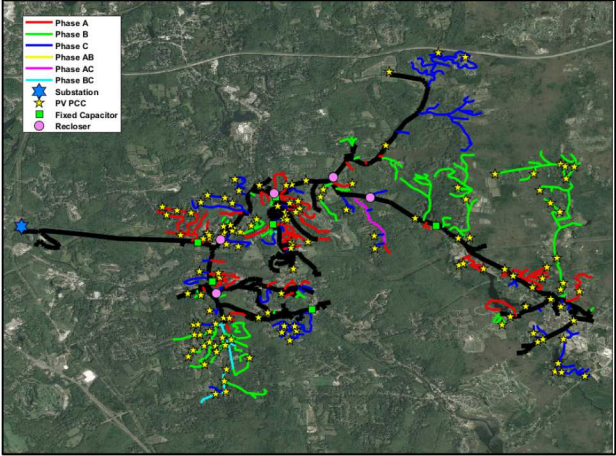 Phase A
Phase B
Phase C
Phase AB
Phase AC
Phase BC
Substation
PV PCC
Fixed Capacitor
Recloser